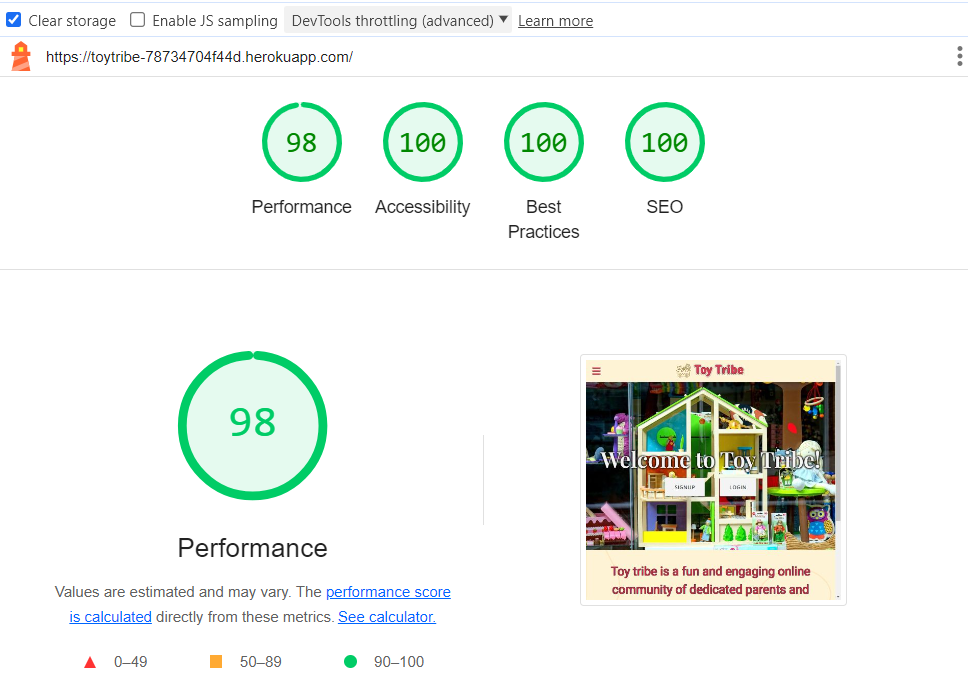 Clear storage Enable JS sampling DevTools throttling (advanced) Learn more
https://toytribe-78734704f44d.herokuapp.com/
98 100 100 100
Performance Accessibility Best Practices SEO
98
Performance
Values are estimated and may vary. The performance score
is calculated directly from these metrics. See calculator.
0–49 50–89 90–100
Toy Tribe
Welcome to Toy Tribe!
SIGNUP LOGIN
Toy tribe is a fun and engaging online
community of dedicated parents and